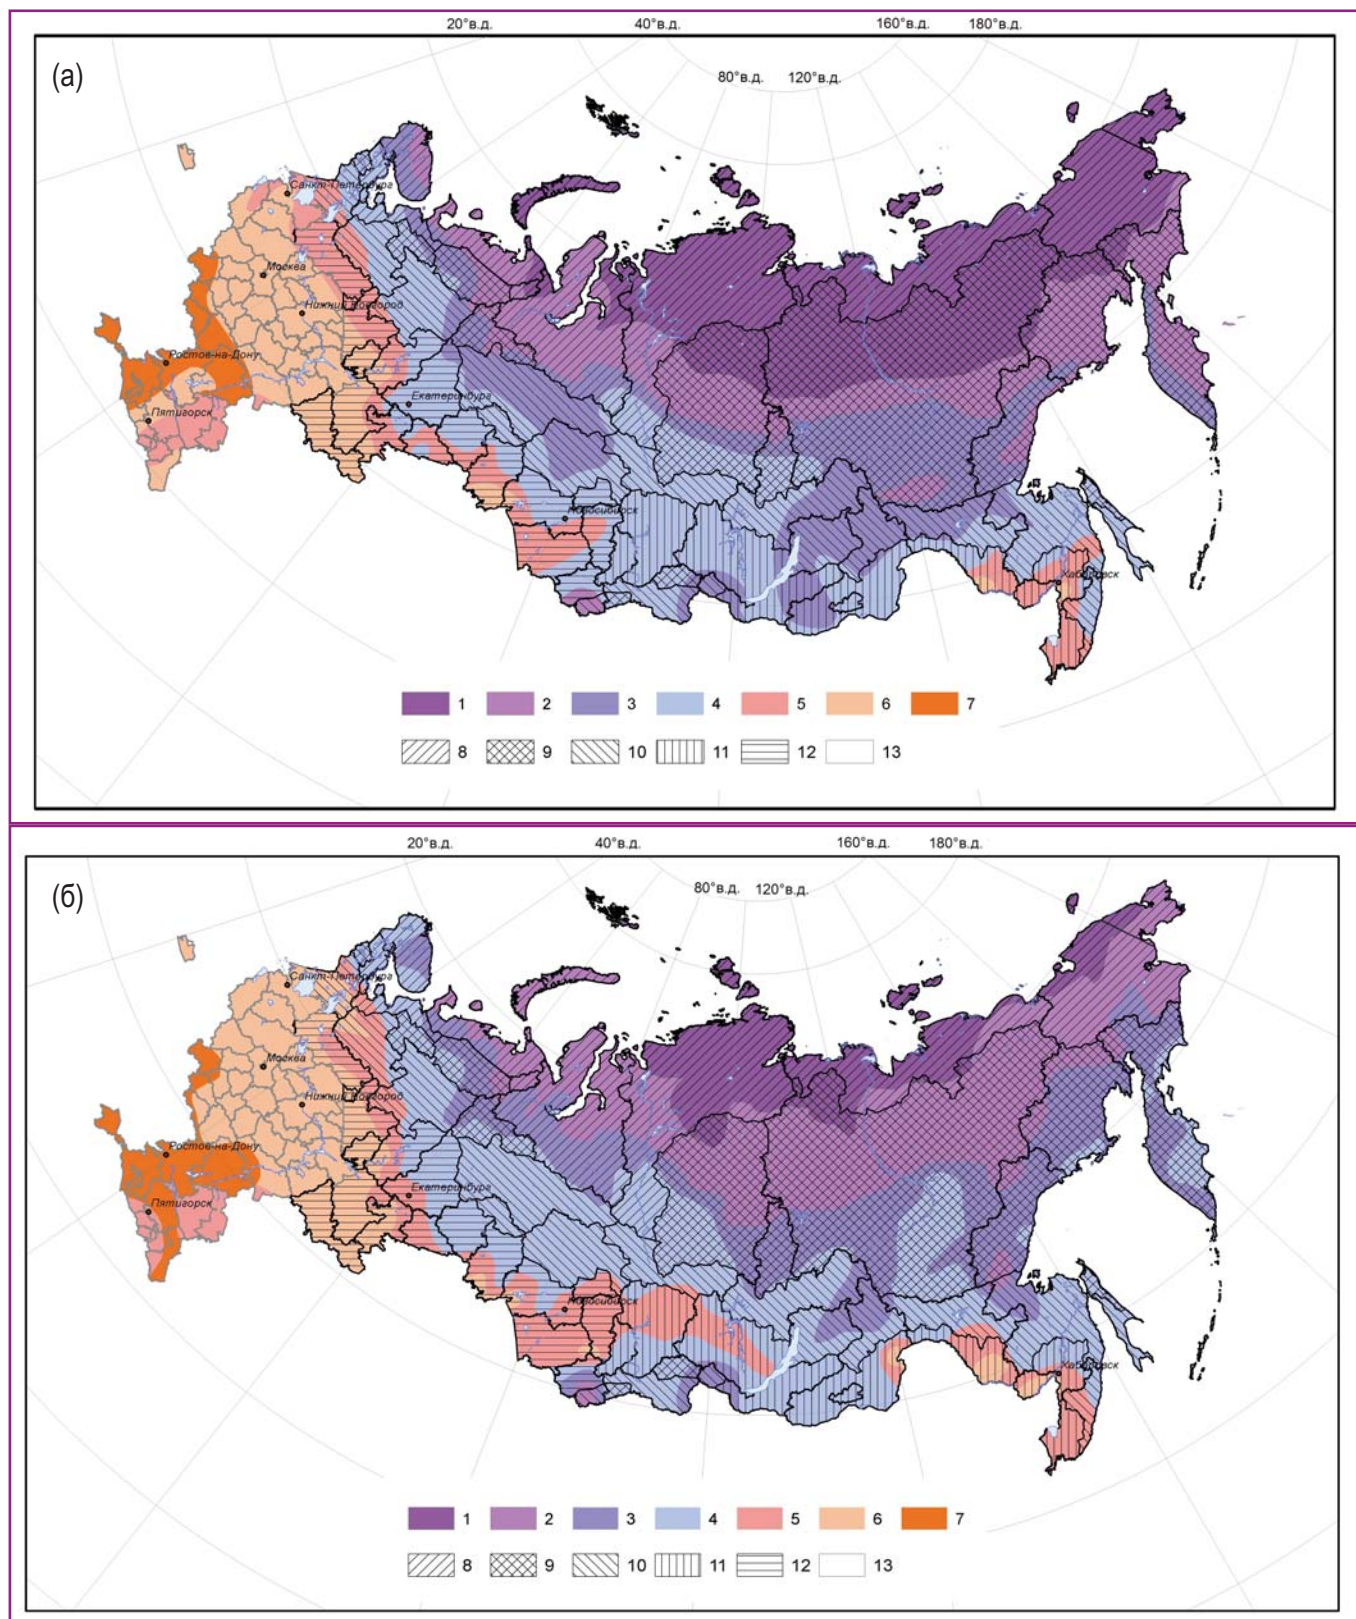 20°в.д. 40°в.д. 160°в.д. 180°в.д.
(а)
80°в.д. 120°в.д.
Санкт-Петербург
Москва
Нижний Новгород
Ростов-на-Дону
Екатеринбург
Пятигорск
Новосибирск
Хабаровск
1 2 3 4 5 6 7
8 9 10 11 12 13
20°в.д. 40°в.д. 160°в.д. 180°в.д.
(б)
80°в.д. 120°в.д.
Санкт-Петербург
Москва
Нижний Новгород
Ростов-на-Дону
Екатеринбург
Пятигорск
Новосибирск
Хабаровск
1 2 3 4 5 6 7
8 9 10 11 12 13